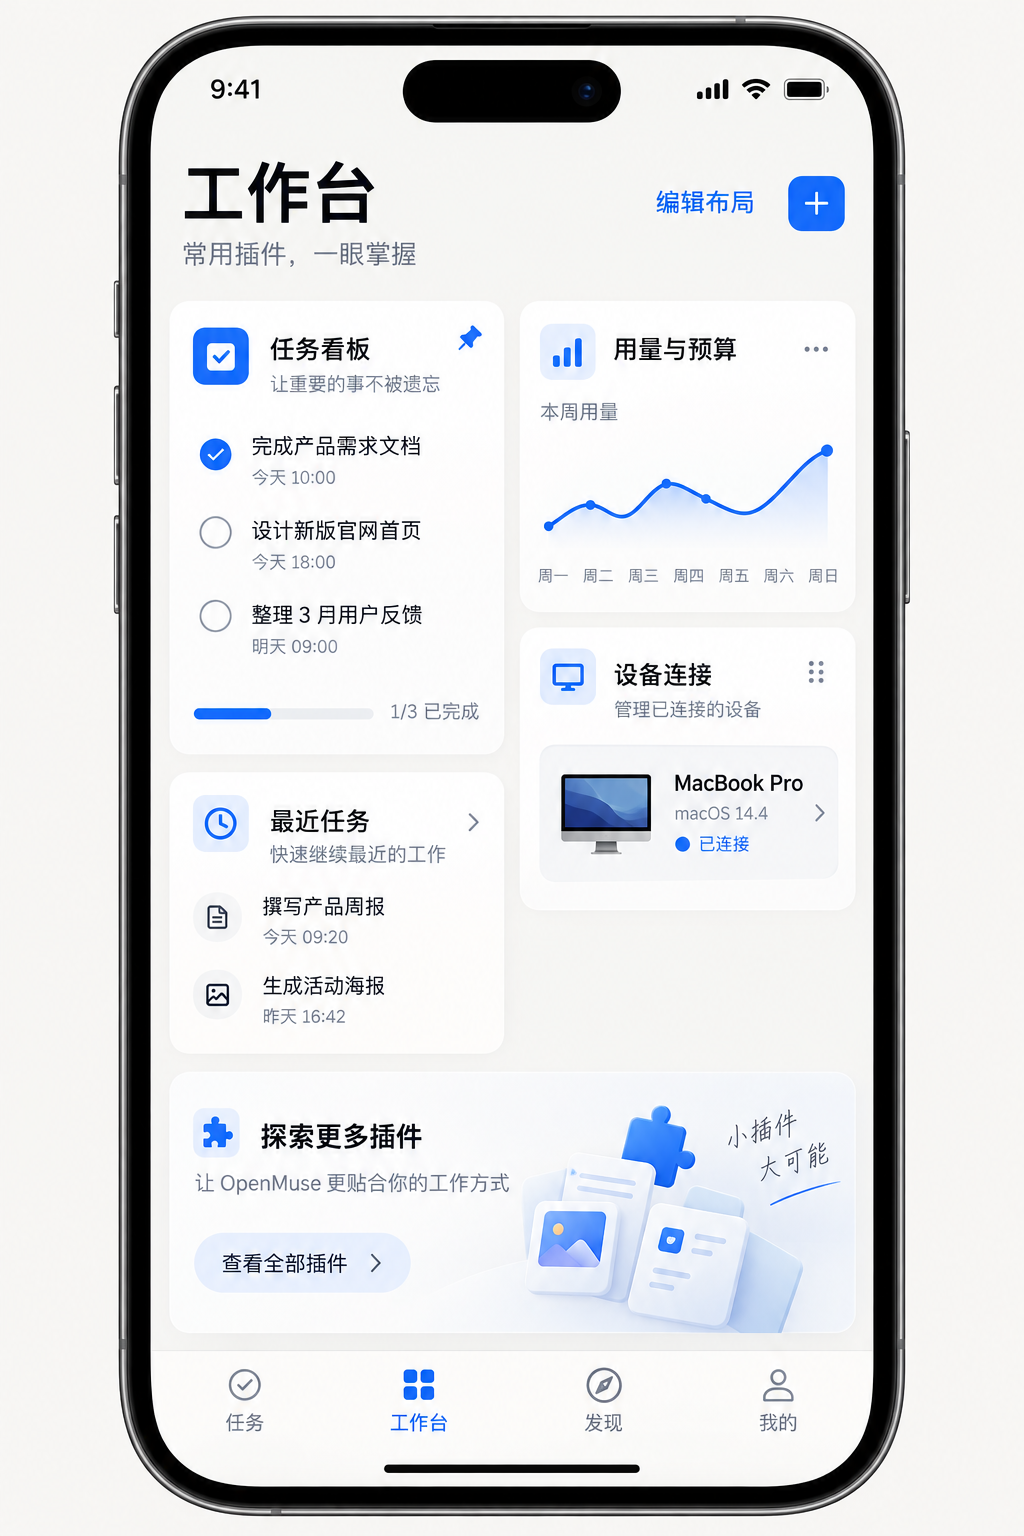 9:41
工作台
常用插件，一眼掌握
编辑布局
任务看板
让重要的事不被遗忘
完成产品需求文档
今天 10:00
设计新版官网首页
今天 18:00
整理 3 月用户反馈
明天 09:00
1/3 已完成
用量与预算
本周用量
周一 周二 周三 周四 周五 周六 周日
设备连接
管理已连接的设备
MacBook Pro
macOS 14.4
已连接
最近任务
快速继续最近的工作
撰写产品周报
今天 09:20
生成活动海报
昨天 16:42
探索更多插件
让 OpenMuse 更贴合你的工作方式
查看全部插件
小插件
大可能
任务
工作台
发现
我的